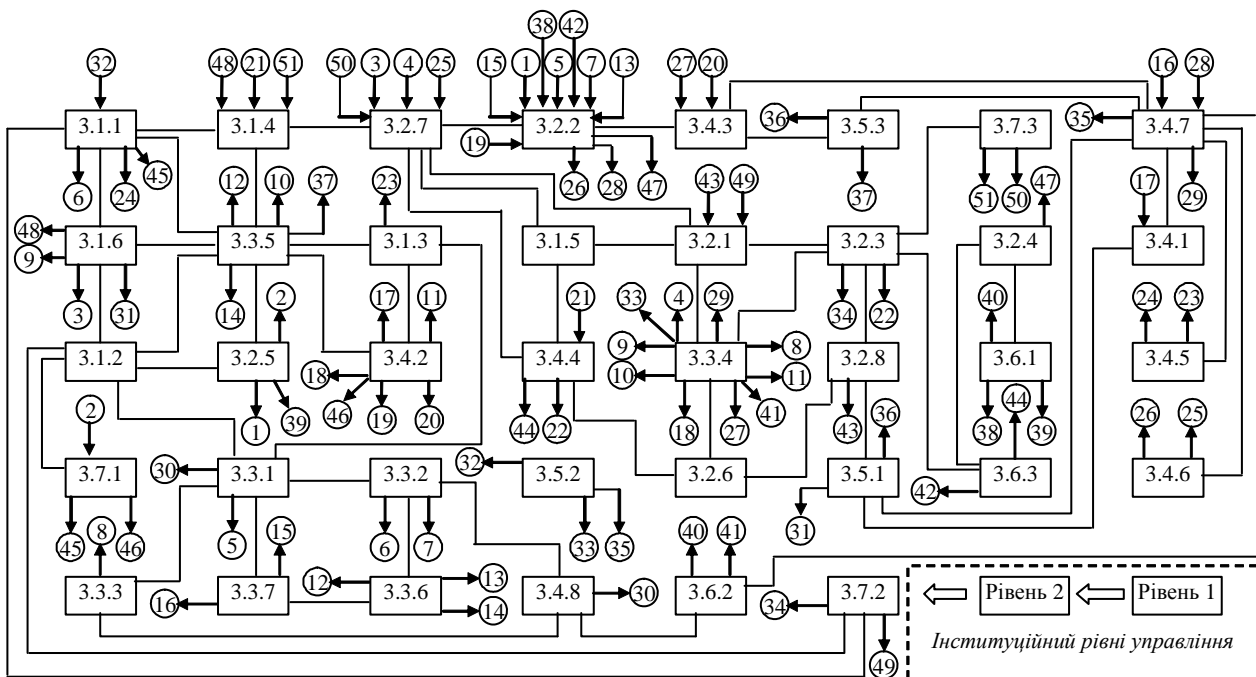 38 42
32 48 21 51 50 3 4 25 15 1 5 7 13 27 20 16 28
3.1.1 3.1.4 3.2.7 3.2.2 3.4.3 36 3.5.3 3.7.3 35 3.4.7
19
6 24 45 26 28 47 37 51 50 29
12 10 37 23 43 49 47 17
48
3.1.6 3.3.5 3.1.3 3.1.5 3.2.1 3.2.3 3.2.4 3.4.1
9
3 31 14 2 17 11 21 33 4 29 34 22 40 24 23
3.1.2 3.2.5 3.4.2 3.4.4 9 3.3.4 8 3.2.8 6.1 3.4.5
18 10 11
1 39 46 19 20 44 22 18 27 41 43 38 44 39
2 36 26 25
3.7.1 30 3.3.1 3.3.2 32 3.5.2 3.2.6 3.5.1 3.6.3 3.4.6
42
45 46 5 6 7 33 35 31
8 15 40 41
3.3.3 3.3.7 12 3.3.6 13 3.4.8 30 3.6.2 34 3.7.2 Рівень 2 Рівень 1
16 14
Інституційний рівні управління
49